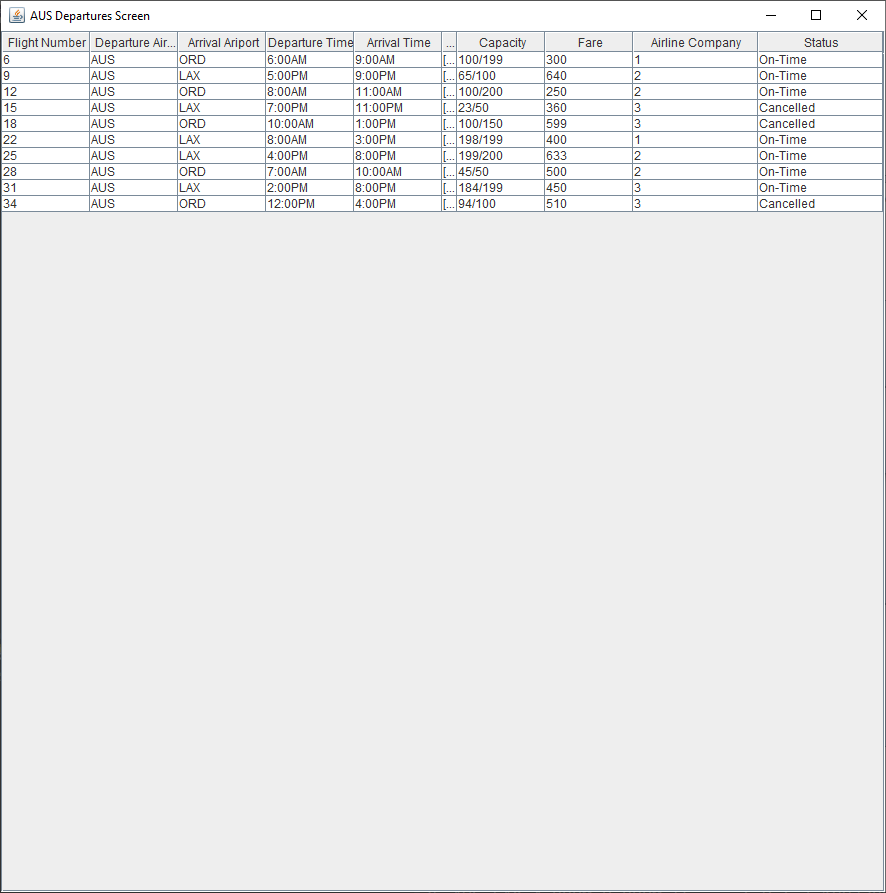 AUS Departures Screen
Flight Number Departure Air... Arrival Ariport Departure Time Arrival Time ... Capacity Fare Airline Company Status
6 AUS ORD 6:00AM 9:00AM [... 100/199 300 1 On-Time
9 AUS LAX 5:00PM 9:00PM [... 65/100 640 2 On-Time
12 AUS ORD 8:00AM 11:00AM [... 100/200 250 2 On-Time
15 AUS LAX 7:00PM 11:00PM [... 23/50 360 3 Cancelled
18 AUS ORD 10:00AM 1:00PM [... 100/150 599 3 Cancelled
22 AUS LAX 8:00AM 3:00PM [... 198/199 400 1 On-Time
25 AUS LAX 4:00PM 8:00PM [... 199/200 633 2 On-Time
28 AUS ORD 7:00AM 10:00AM [... 45/50 500 2 On-Time
31 AUS LAX 2:00PM 8:00PM [... 184/199 450 3 On-Time
34 AUS ORD 12:00PM 4:00PM [... 94/100 510 3 Cancelled